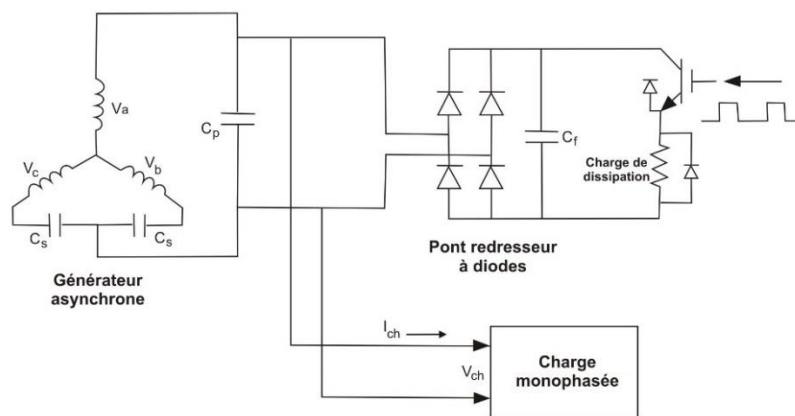 Va
Vc
Vb
Cs
Cs
Cp
Générateur
asynchrone
Cf
Charge de
dissipation
Pont redresseur
à diodes
Ich
Vch
Charge
monophasée